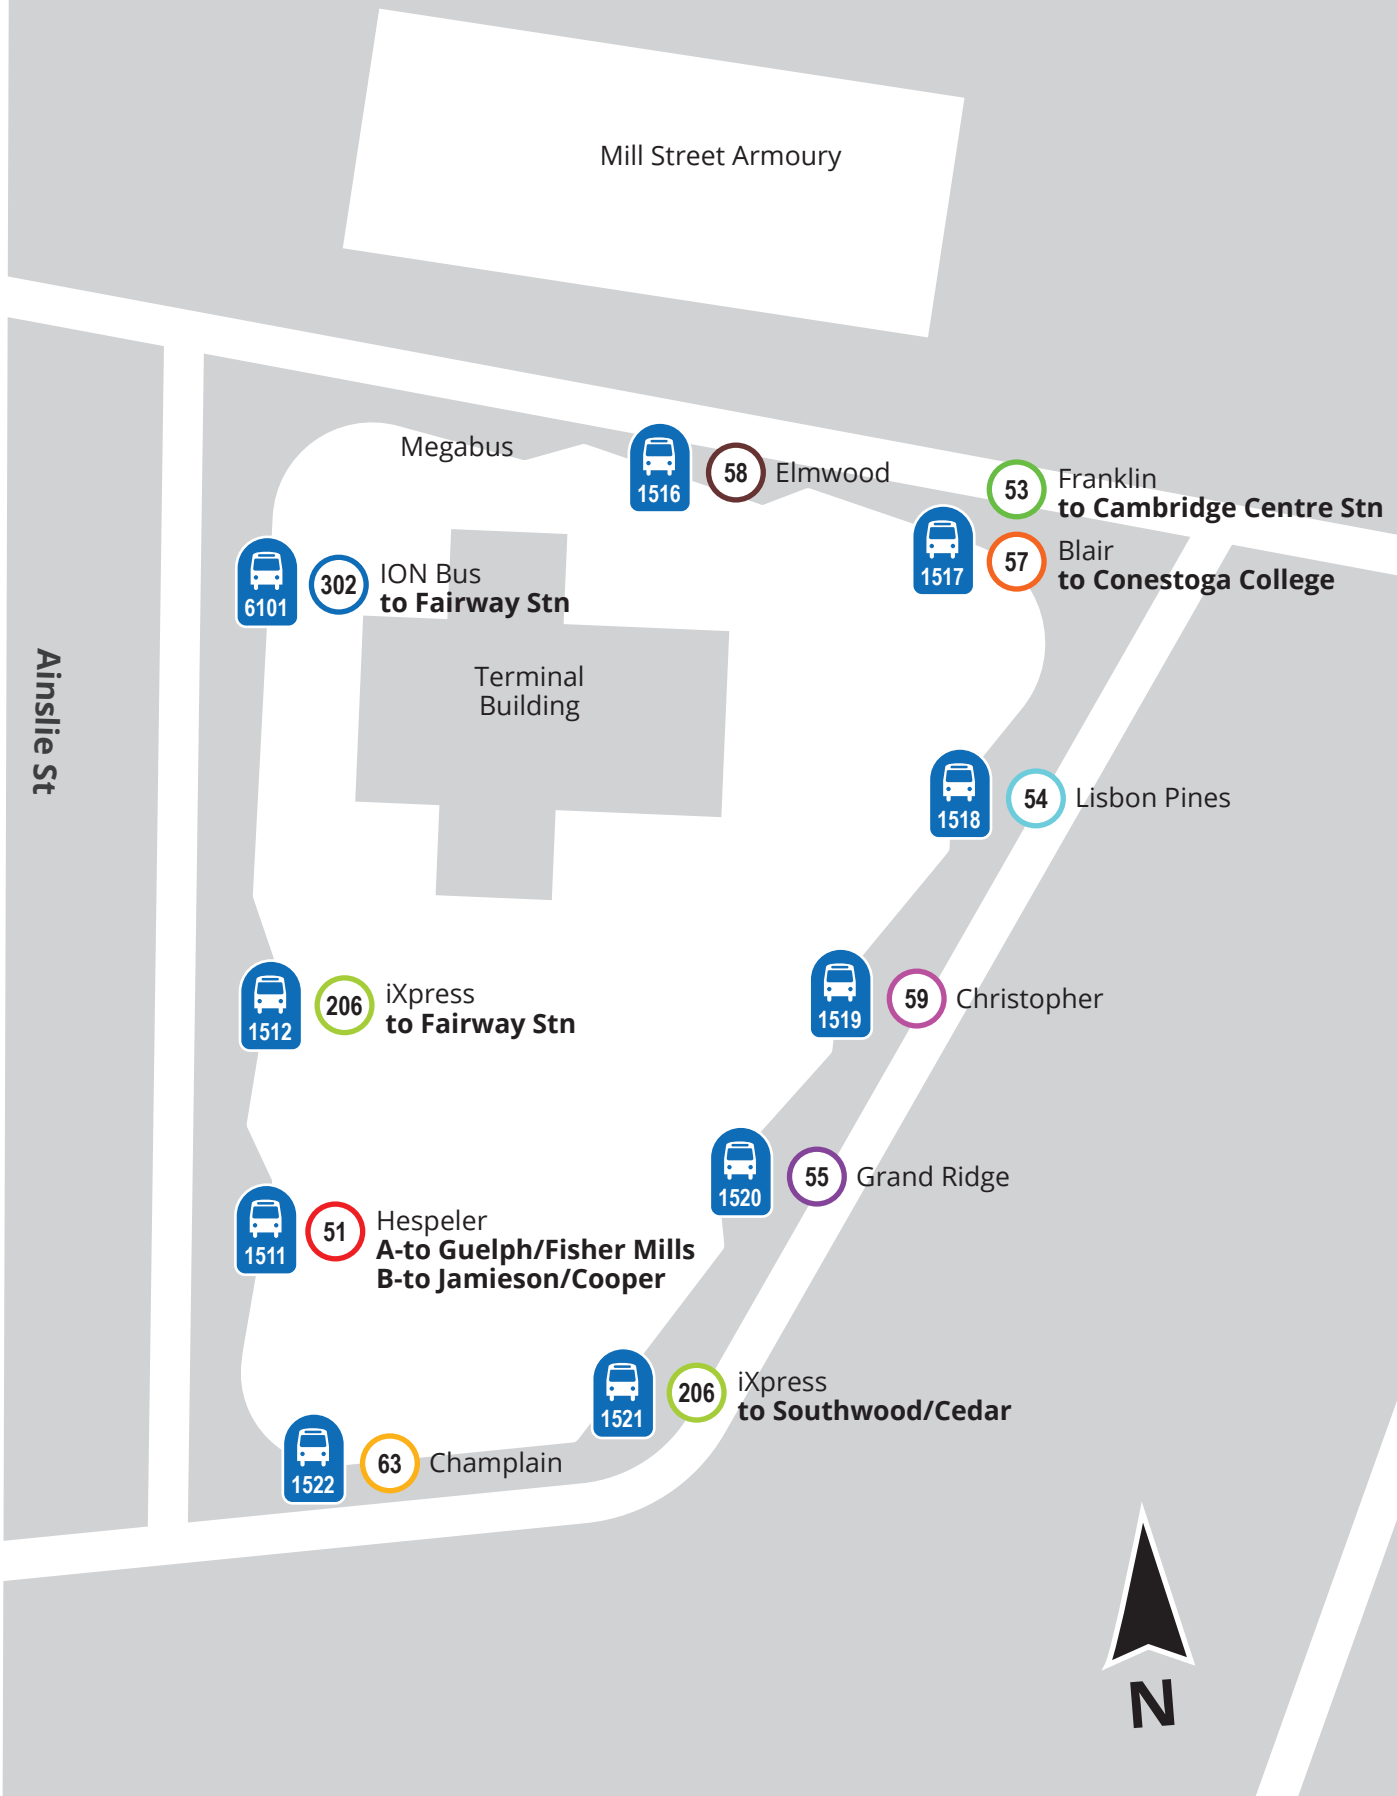 Mill Street Armoury
Megabus
1516
58
Elmwood
53
Franklin
to Cambridge Centre Stn
1517
57
Blair
to Conestoga College
6101
302
ION Bus
to Fairway Stn
Terminal
Building
Ainslie St
1518
54
Lisbon Pines
1512
206
iXpress
to Fairway Stn
1519
59
Christopher
1520
55
Grand Ridge
1511
51
Hespeler
A-to Guelph/Fisher Mills
B-to Jamieson/Cooper
1521
206
iXpress
to Southwood/Cedar
1522
63
Champlain
N